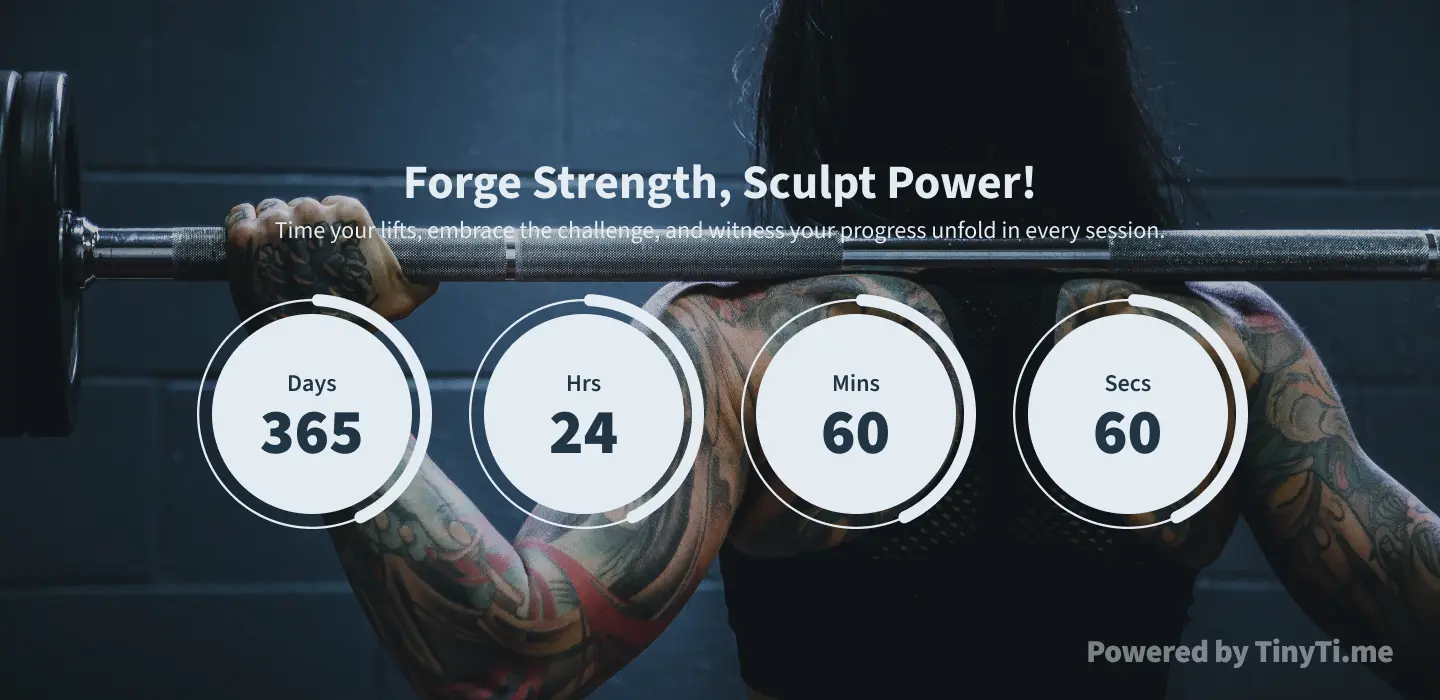 Forge Strength, Sculpt Power!
Time your lifts, embrace the challenge, and witness your progress unfold in every session.
Days
365
Hrs
24
Mins
60
Secs
60
Powered by TinyTi.me